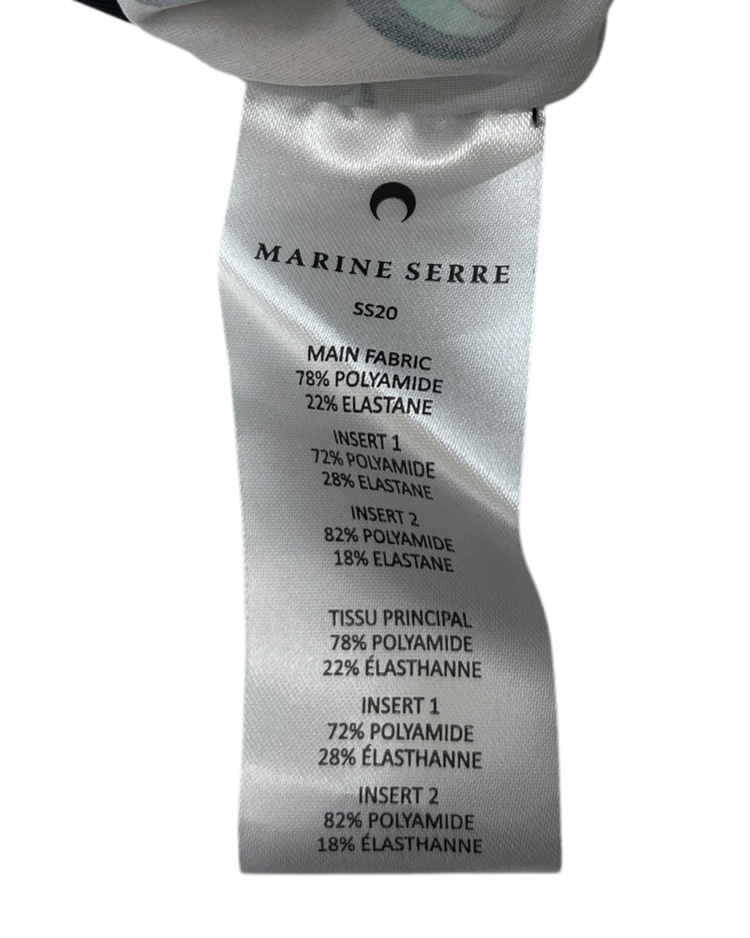 MARINE SERRE
SS20
MAIN FABRIC
78% POLYAMIDE
22% ELASTANE
INSERT 1
72% POLYAMIDE
28% ELASTANE
INSERT 2
82% POLYAMIDE
18% ELASTANE
TISSU PRINCIPAL
78% POLYAMIDE
22% ÉLASTHANNE
INSERT 1
72% POLYAMIDE
28% ÉLASTHANNE
INSERT 2
82% POLYAMIDE
18% ÉLASTHANNE